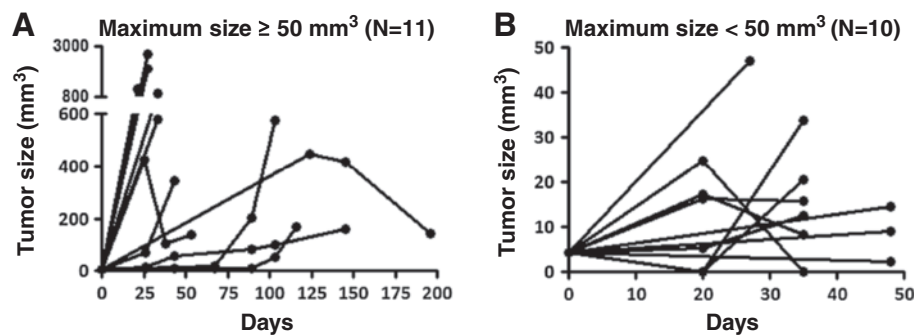 A Maximum size ≥ 50 mm³ (N=11)
Tumor size (mm³)
3000
800
600
400
200
0
0 25 50 75 100 125 150 175 200
Days
B Maximum size < 50 mm³ (N=10)
Tumor size (mm³)
50
40
30
20
10
0
0 10 20 30 40 50
Days